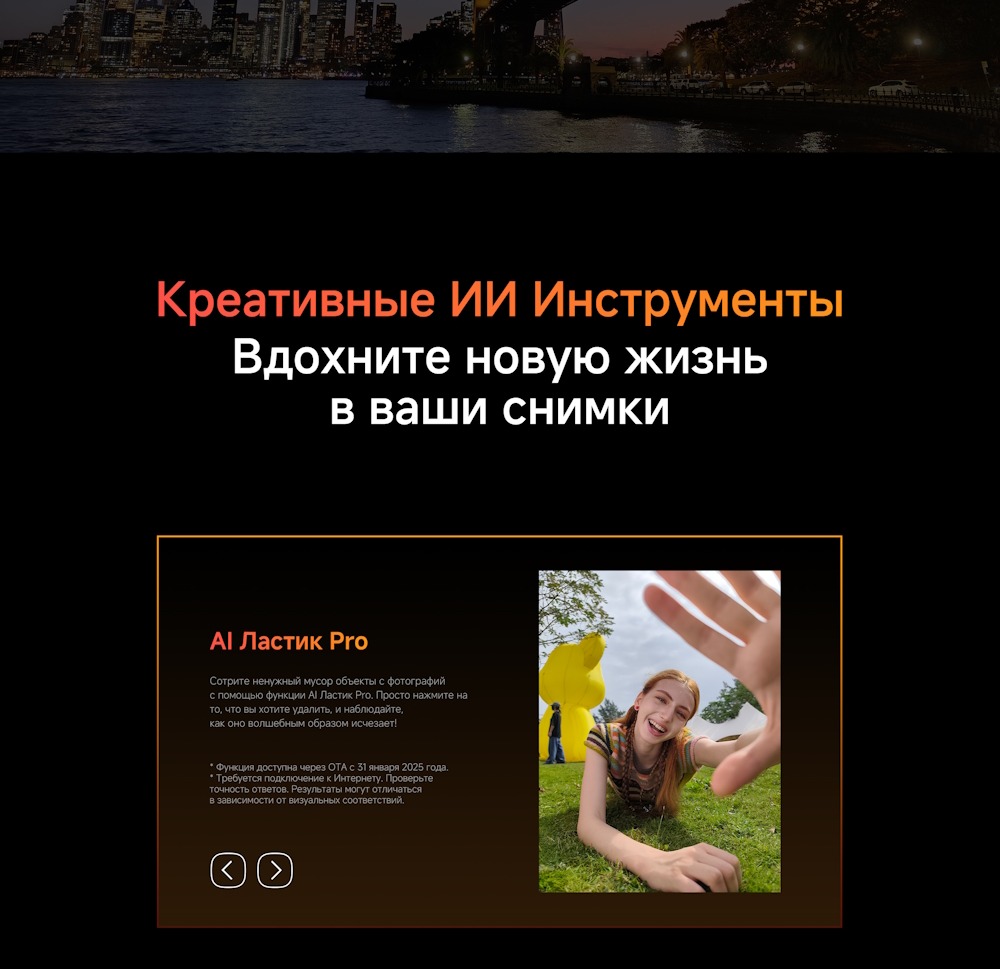 Креативные ИИ Инструменты
Вдохните новую жизнь
в ваши снимки
AI Ластик Pro
Сотрите ненужный мусор объекты с фотографий
с помощью функции AI Ластик Pro. Просто нажмите на
то, что вы хотите удалить, и наблюдайте,
как оно волшебным образом исчезает!
* Функция доступна через OTA с 31 января 2025 года.
* Требуется подключение к Интернету. Проверьте
точность ответов. Результаты могут отличаться
в зависимости от визуальных соответствий.